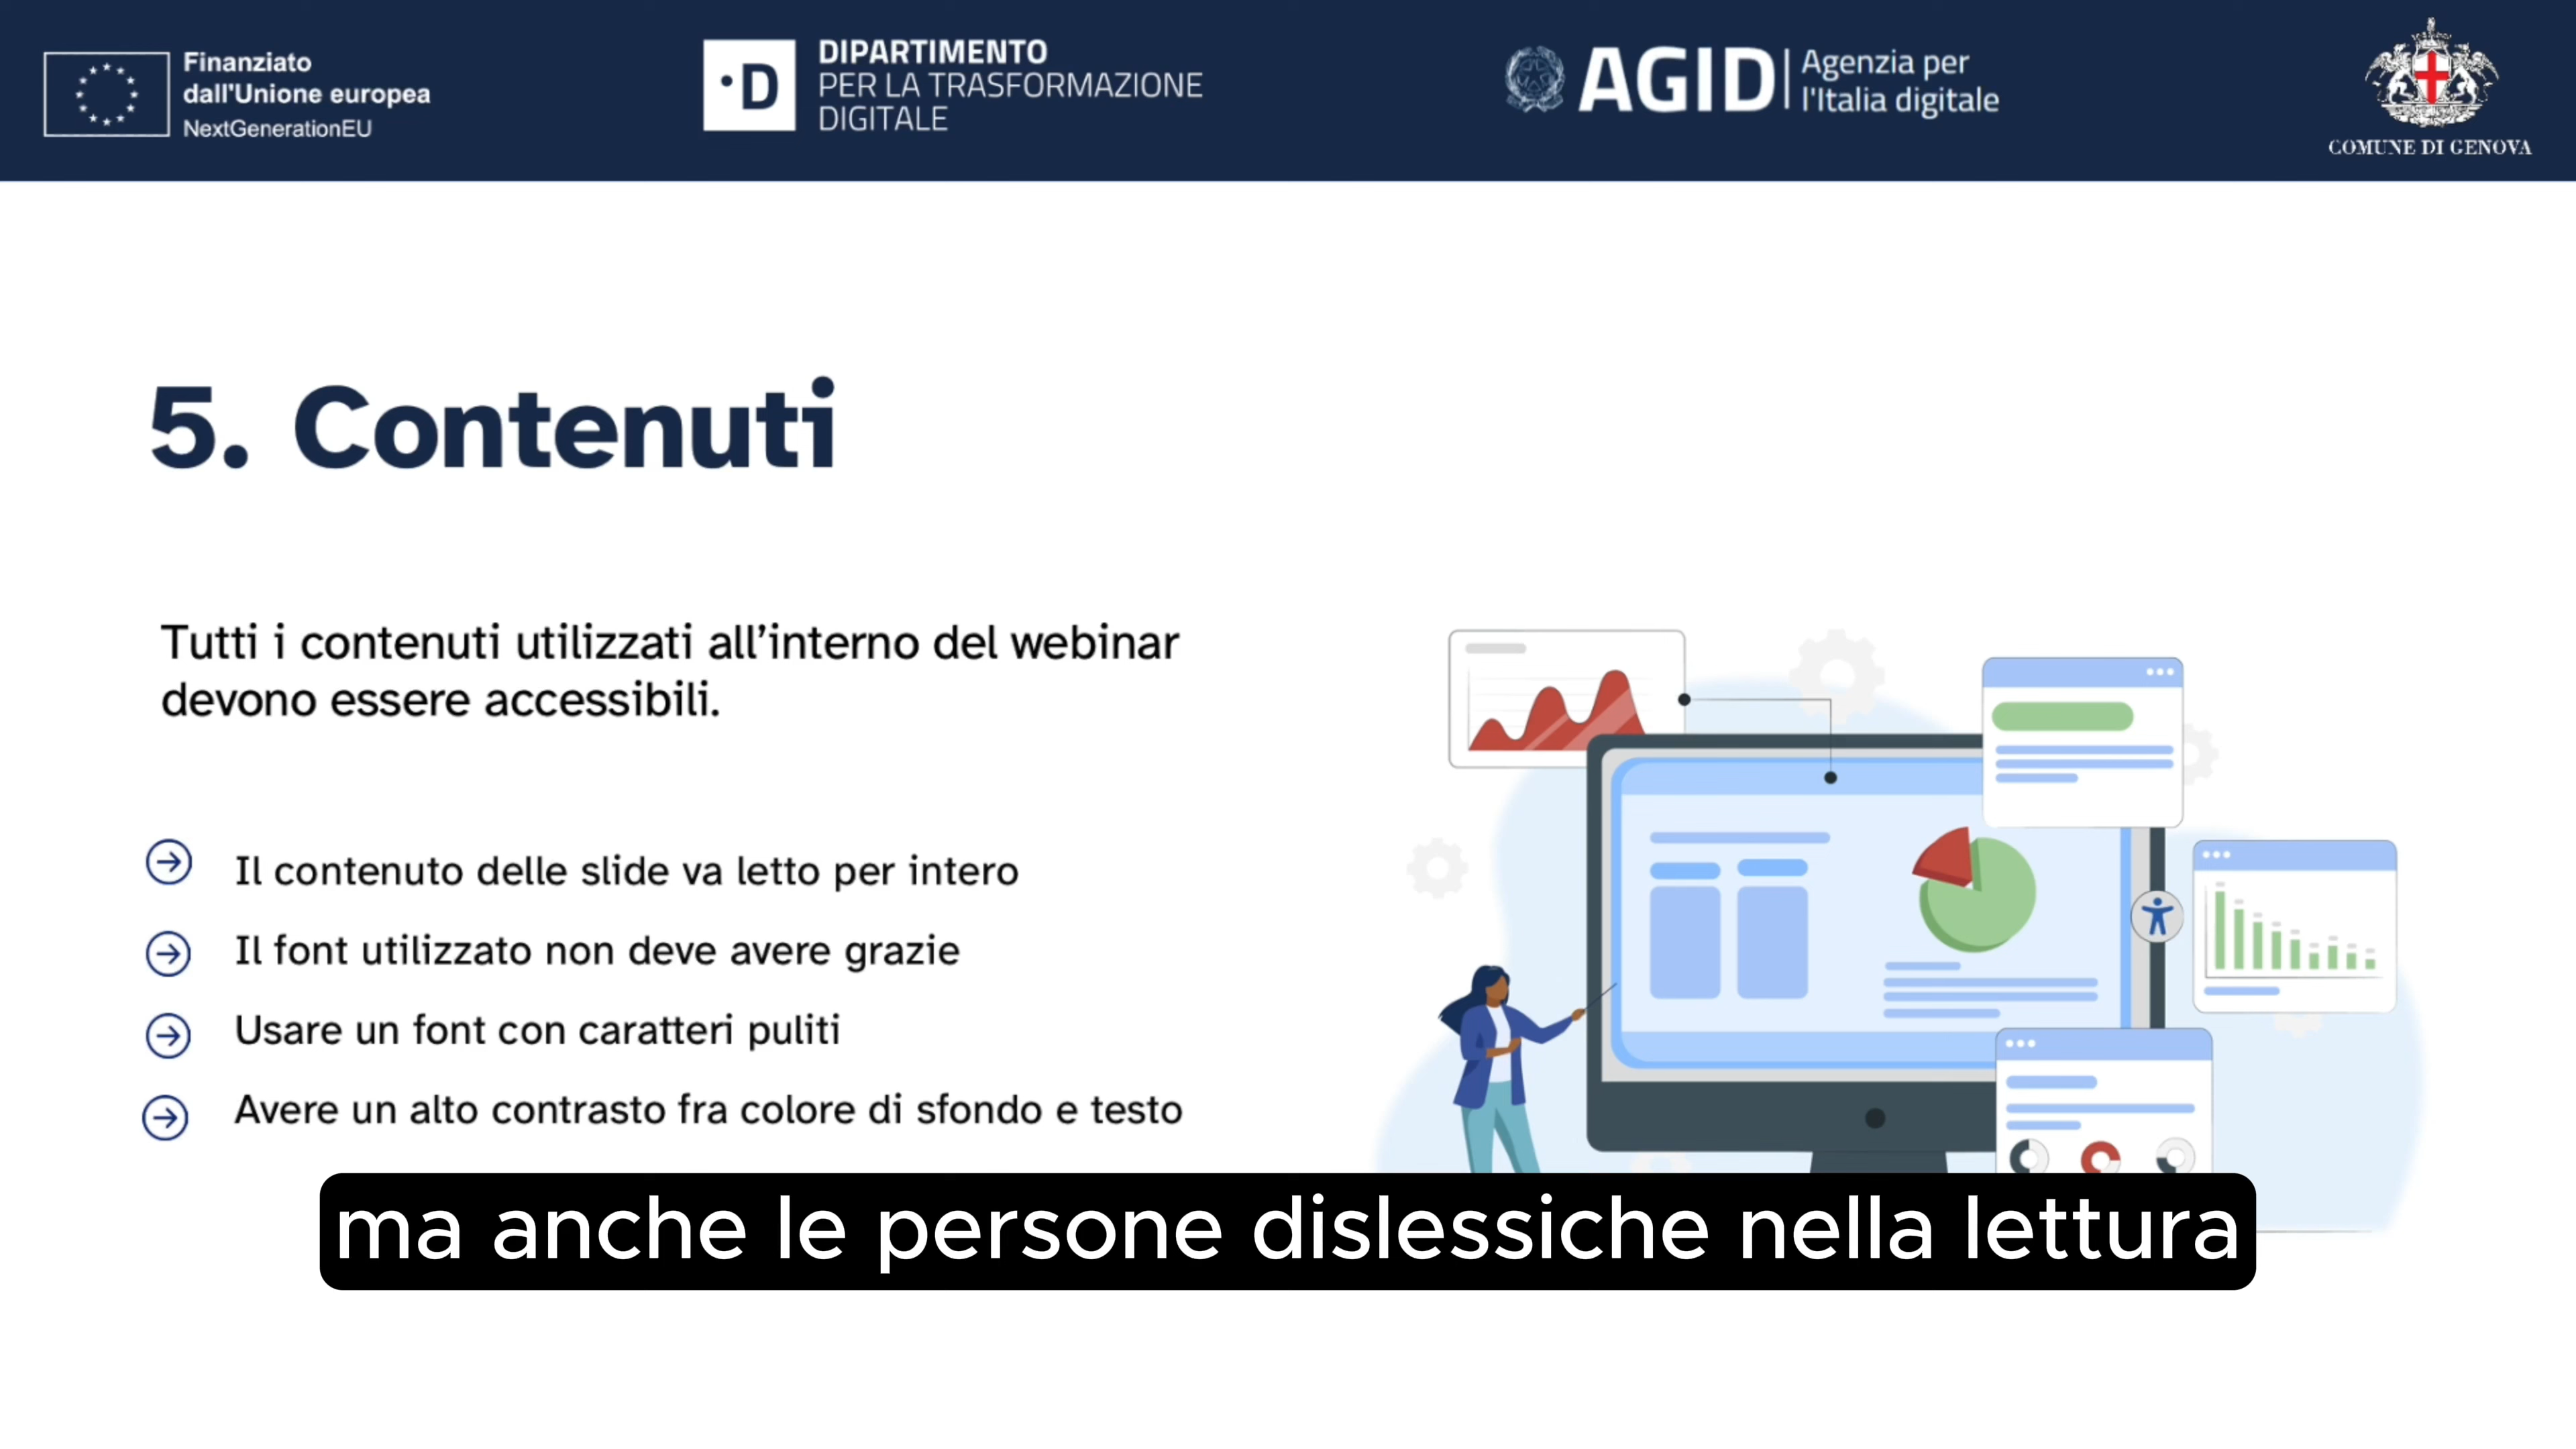 Finanziato
dall'Unione europea
NextGenerationEU
·D
DIPARTIMENTO
PER LA TRASFORMAZIONE
DIGITALE
AGID
Agenzia per
l'Italia digitale
COMUNE DI GENOVA
5. Contenuti
Tutti i contenuti utilizzati all’interno del webinar
devono essere accessibili.
Il contenuto delle slide va letto per intero
Il font utilizzato non deve avere grazie
Usare un font con caratteri puliti
Avere un alto contrasto fra colore di sfondo e testo
ma anche le persone dislessiche nella lettura